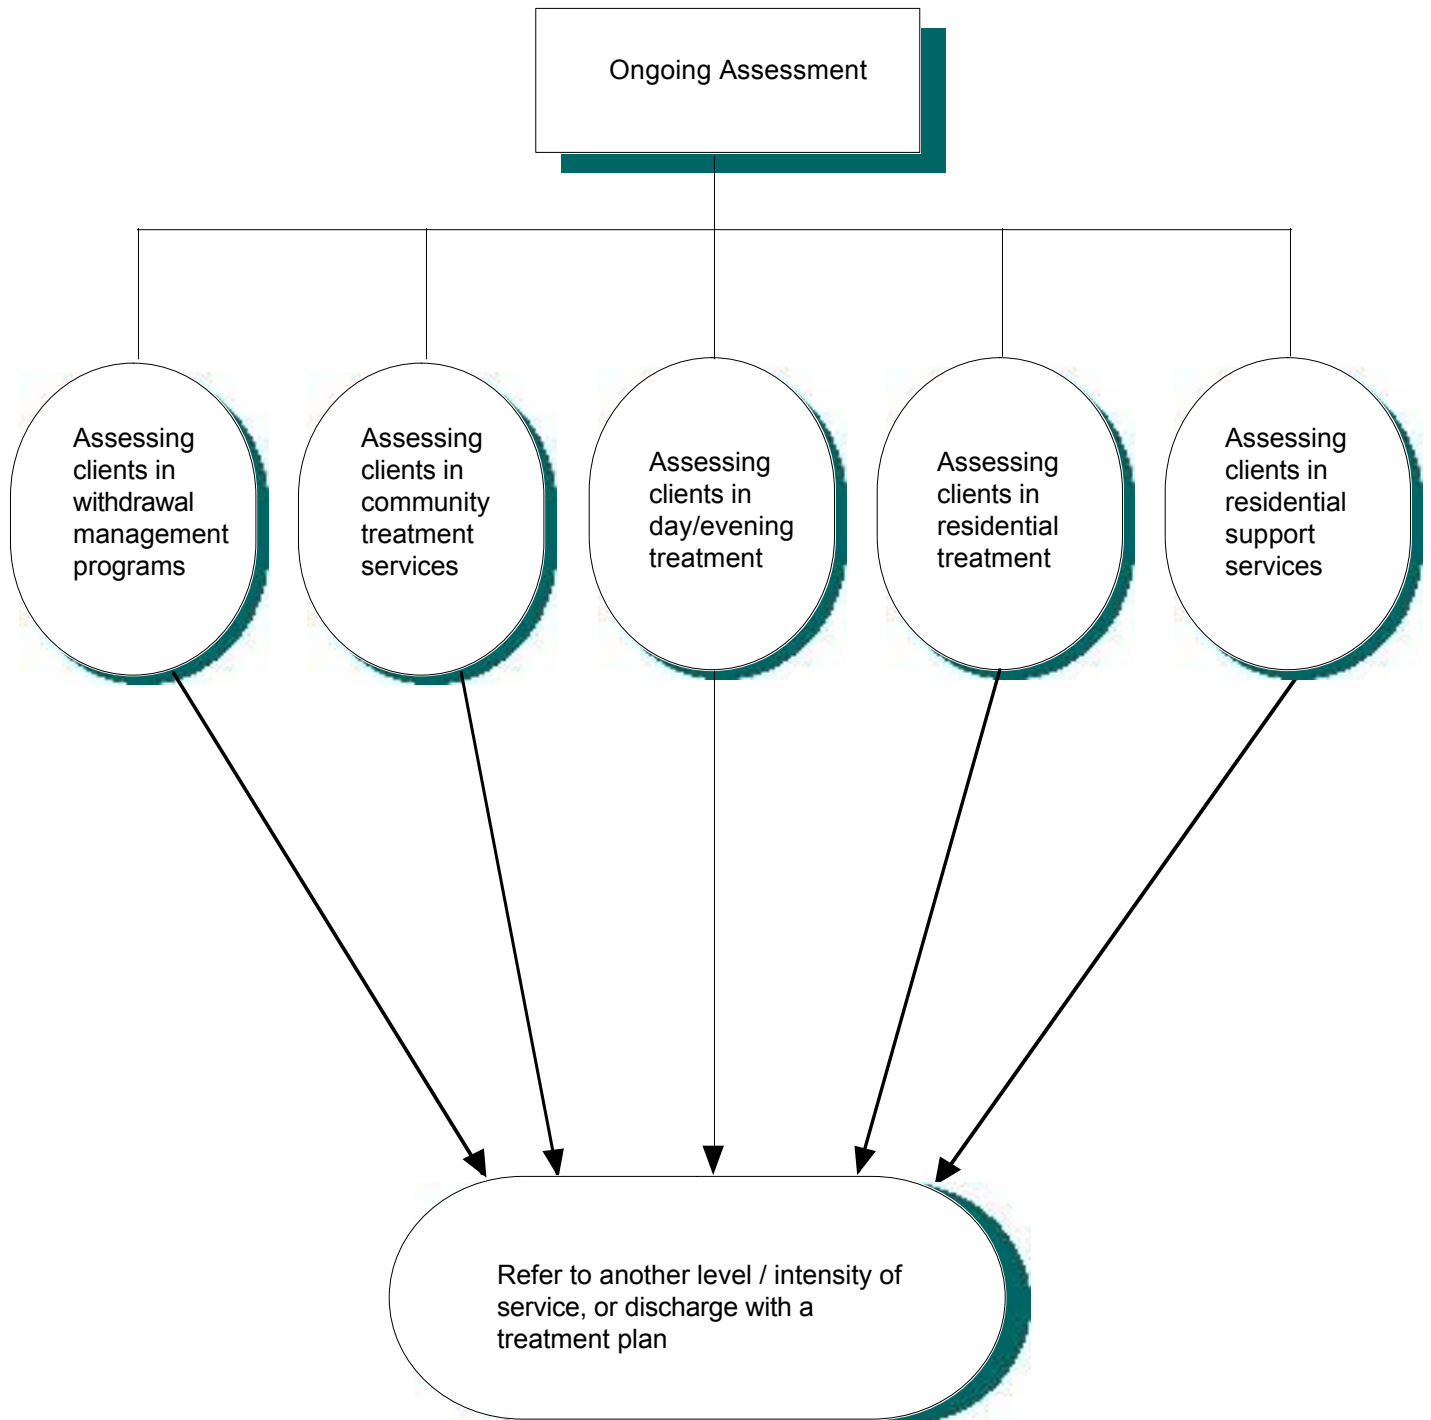 Ongoing Assessment
Assessing
clients in
withdrawal
management
programs
Assessing
clients in
community
treatment
services
Assessing
clients in
day/evening
treatment
Assessing
clients in
residential
treatment
Assessing
clients in
residential
support
services
Refer to another level / intensity of
service, or discharge with a
treatment plan